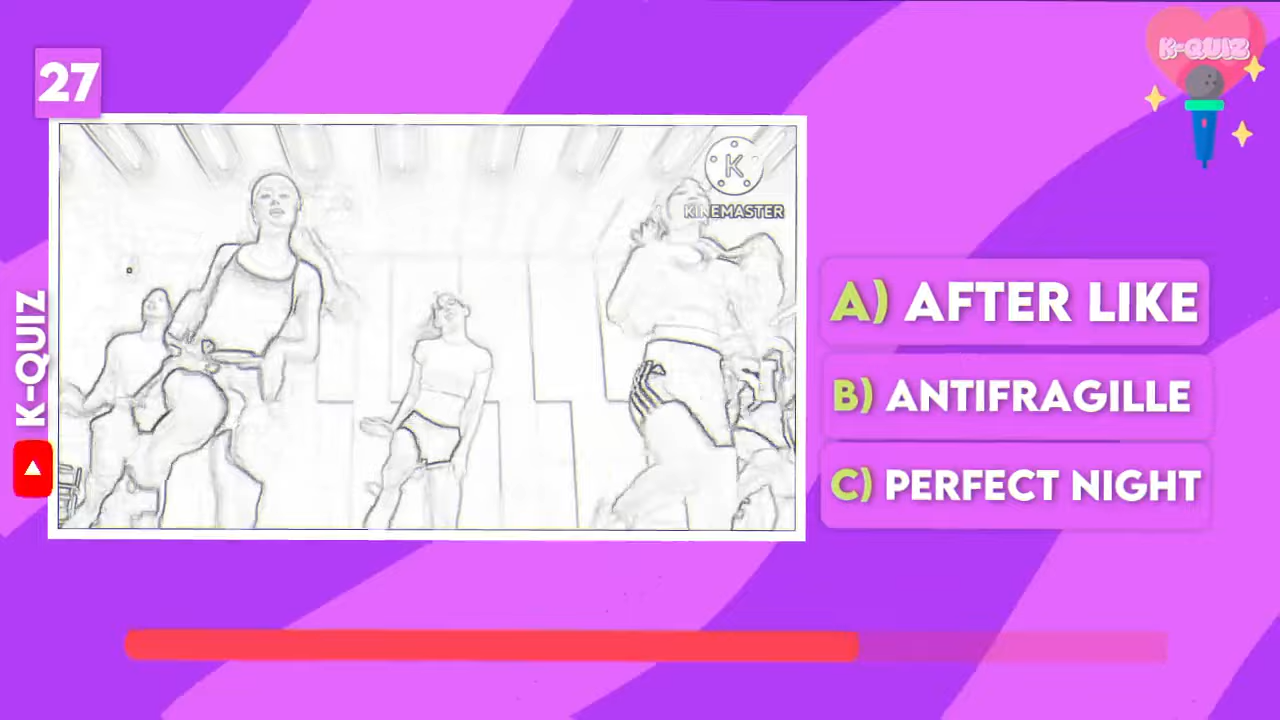 27
K-QUIZ
KINEMASTER
K
K-QUIZ
A) AFTER LIKE
B) ANTIFRAGILLE
C) PERFECT NIGHT